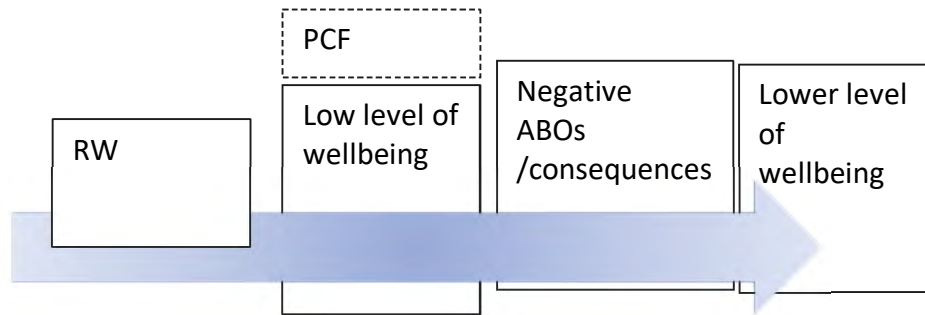 RW
PCF
Low level of
wellbeing
Negative
ABOs
/consequences
Lower level
of
wellbeing